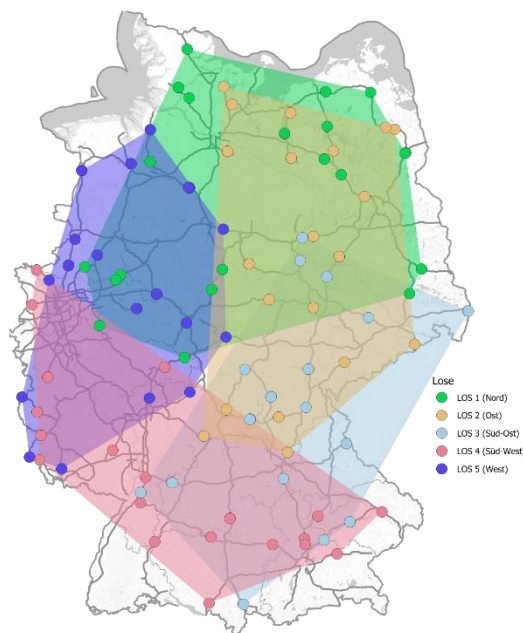 Lose
LOS 1 (Nord)
LOS 2 (Ost)
LOS 3 (Süd-Ost)
LOS 4 (Süd-West)
LOS 5 (West)